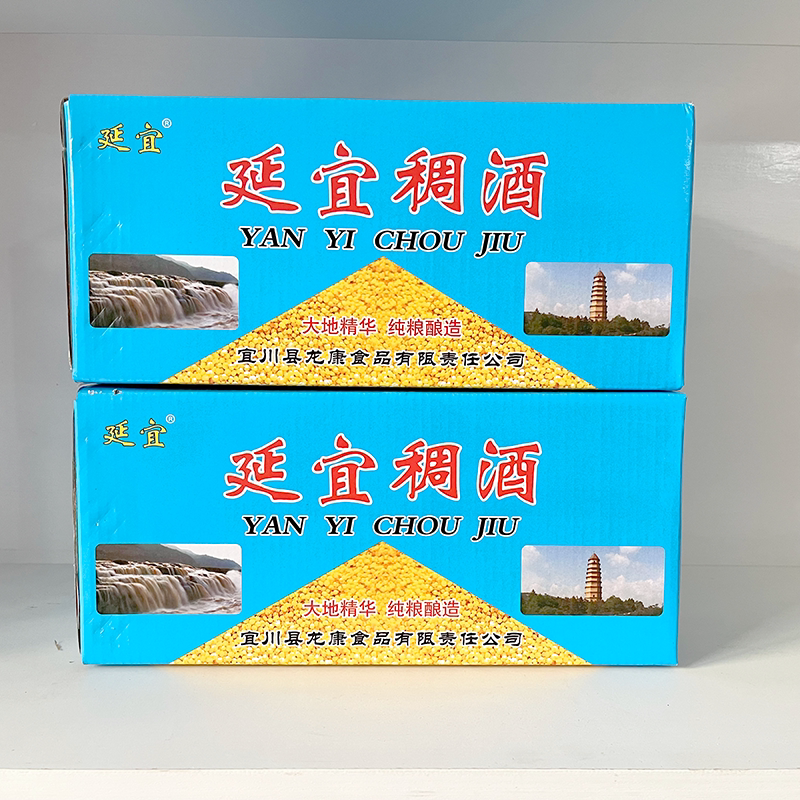 延宜®
延宜稠酒
YAN YI CHOU JIU
大地精华 纯粮酿造
宜川县龙康食品有限责任公司
延宜®
延宜稠酒
YAN YI CHOU JIU
大地精华 纯粮酿造
宜川县龙康食品有限责任公司